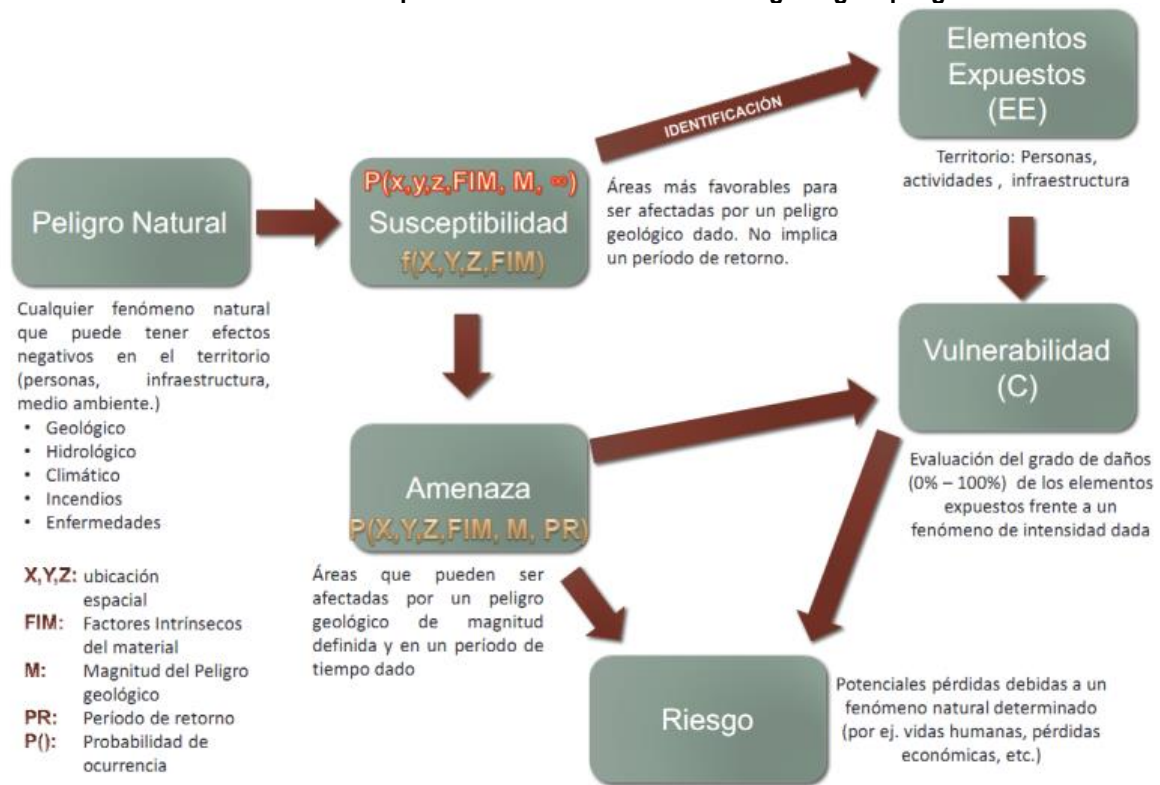 Elementos
Expuestos
(EE)
IDENTIFICACIÓN
Territorio: Personas,
actividades , infraestructura
Peligro Natural
P(x,y,z,FIM, M, ∞)
Susceptibilidad
f(X,Y,Z,FIM)
Áreas más favorables para
ser afectadas por un peligro
geológico dado. No implica
un período de retorno.
Cualquier fenómeno natural
que puede tener efectos
negativos en el territorio
(personas, infraestructura,
medio ambiente.)
• Geológico
• Hidrológico
• Climático
• Incendios
• Enfermedades
Vulnerabilidad
(C)
Evaluación del grado de daños
(0% – 100%) de los elementos
expuestos frente a un
fenómeno de intensidad dada
Amenaza
P(X,Y,Z,FIM, M, PR)
Áreas que pueden ser
afectadas por un peligro
geológico de magnitud
definida y en un período de
tiempo dado
X,Y,Z: ubicación
espacial
FIM: Factores Intrínsecos
del material
M: Magnitud del Peligro
geológico
PR: Período de retorno
P(): Probabilidad de
ocurrencia
Riesgo
Potenciales pérdidas debidas a un
fenómeno natural determinado
(por ej. vidas humanas, pérdidas
económicas, etc.)